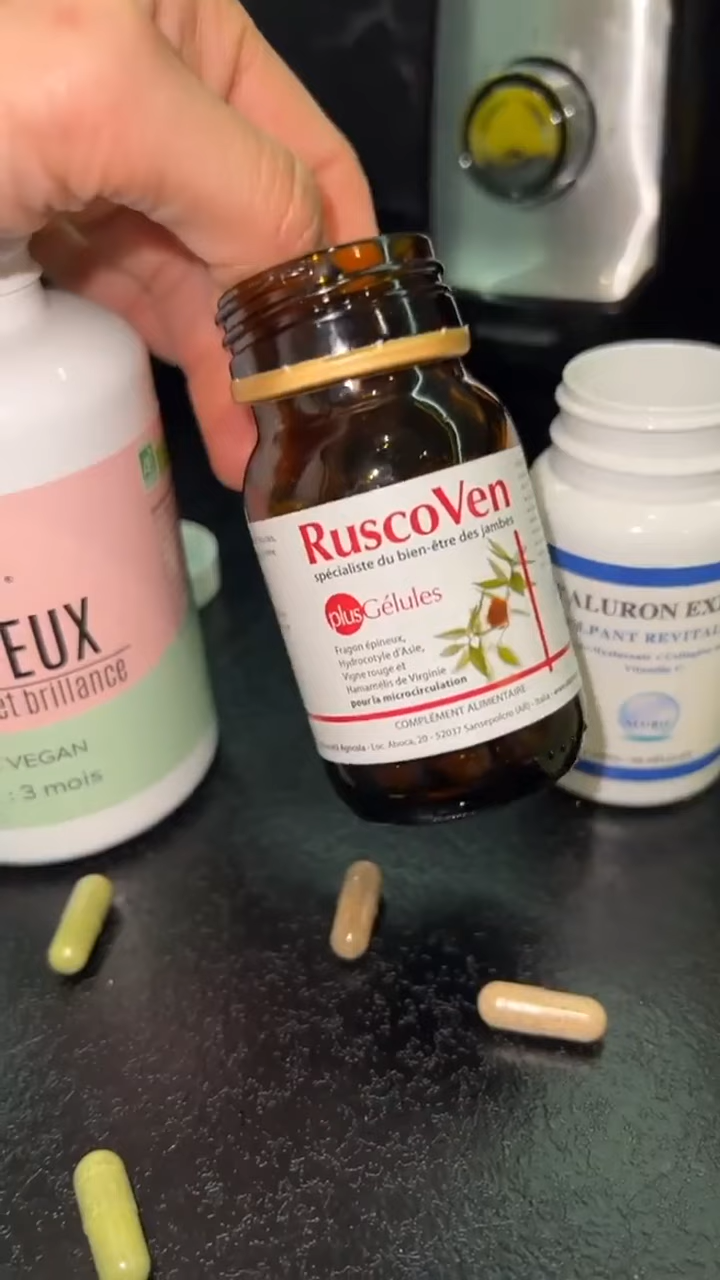 EUX
et brillance
VEGAN
: 3 mois
RuscoVen
spécialiste du bien-être des jambes
plusGélules
Fragon épineux,
Hydrocotyle d'Asie,
Vigne rouge et
Hamamélis de Virginie
pour la microcirculation
COMPLÉMENT ALIMENTAIRE
Agricola - Loc. Aboca, 20 - 52037 Sansepolcro (AR) - Italia
ALURON EX
PANT REVITAL